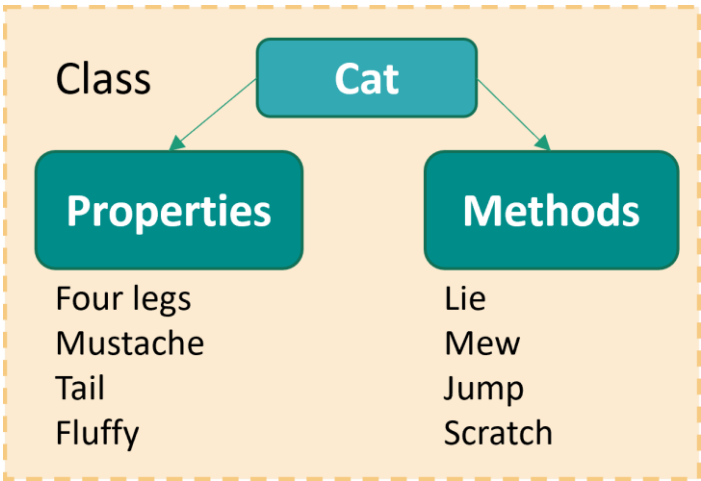 Class
Cat
Properties
Methods
Four legs
Mustache
Tail
Fluffy
Lie
Mew
Jump
Scratch